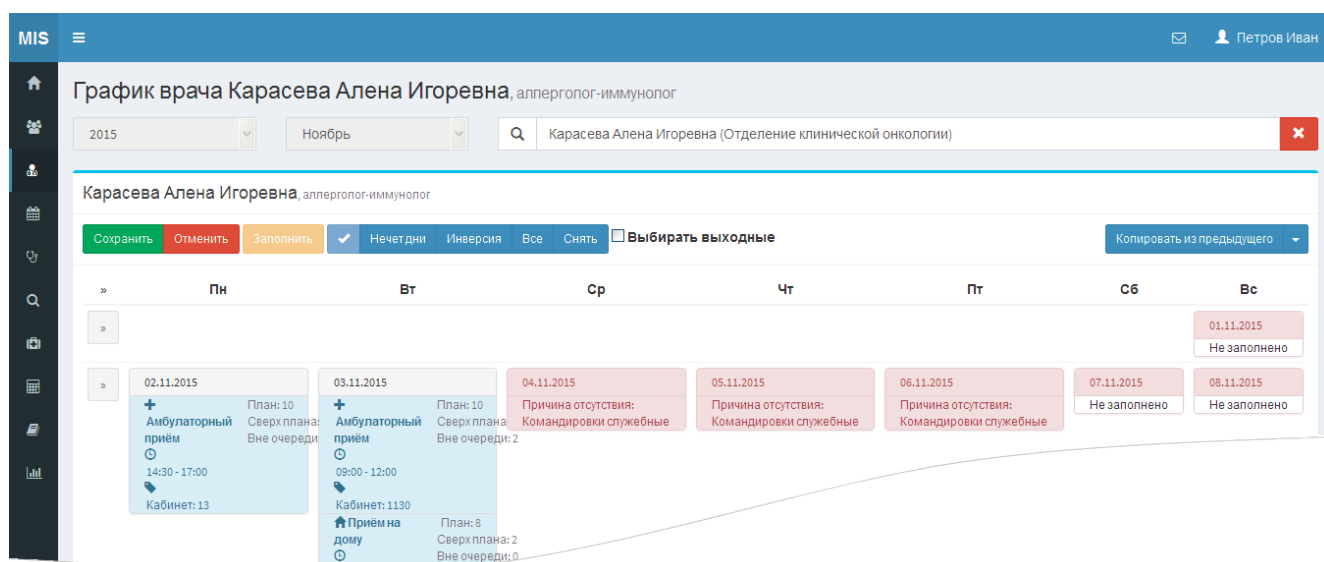 MIS Петров Иван
График врача Карасева Алена Игоревна, аллерголог-иммунолог
2015 Ноябрь Карасева Алена Игоревна (Отделение клинической онкологии)
Карасева Алена Игоревна, аллерголог-иммунолог
Сохранить Отменить Заполнить Нечет дни Инверсия Все Снять Выбирать выходные Копировать из предыдущего
» Пн Вт Ср Чт Пт Сб Вс
» 01.11.2015
Не заполнено
» 02.11.2015 03.11.2015 04.11.2015 05.11.2015 06.11.2015 07.11.2015 08.11.2015
План: 10 План: 10 Причина отсутствия: Причина отсутствия: Причина отсутствия: Не заполнено Не заполнено
Амбулаторный Сверх плана: Амбулаторный Сверх плана Командировки служебные Командировки служебные Командировки служебные
приём Вне очереди приём Вне очереди: 2
14:30 - 17:00 09:00 - 12:00
Кабинет: 13 Кабинет: 1130
Приём на План: 8
дому Сверх плана: 2
Вне очереди: 0